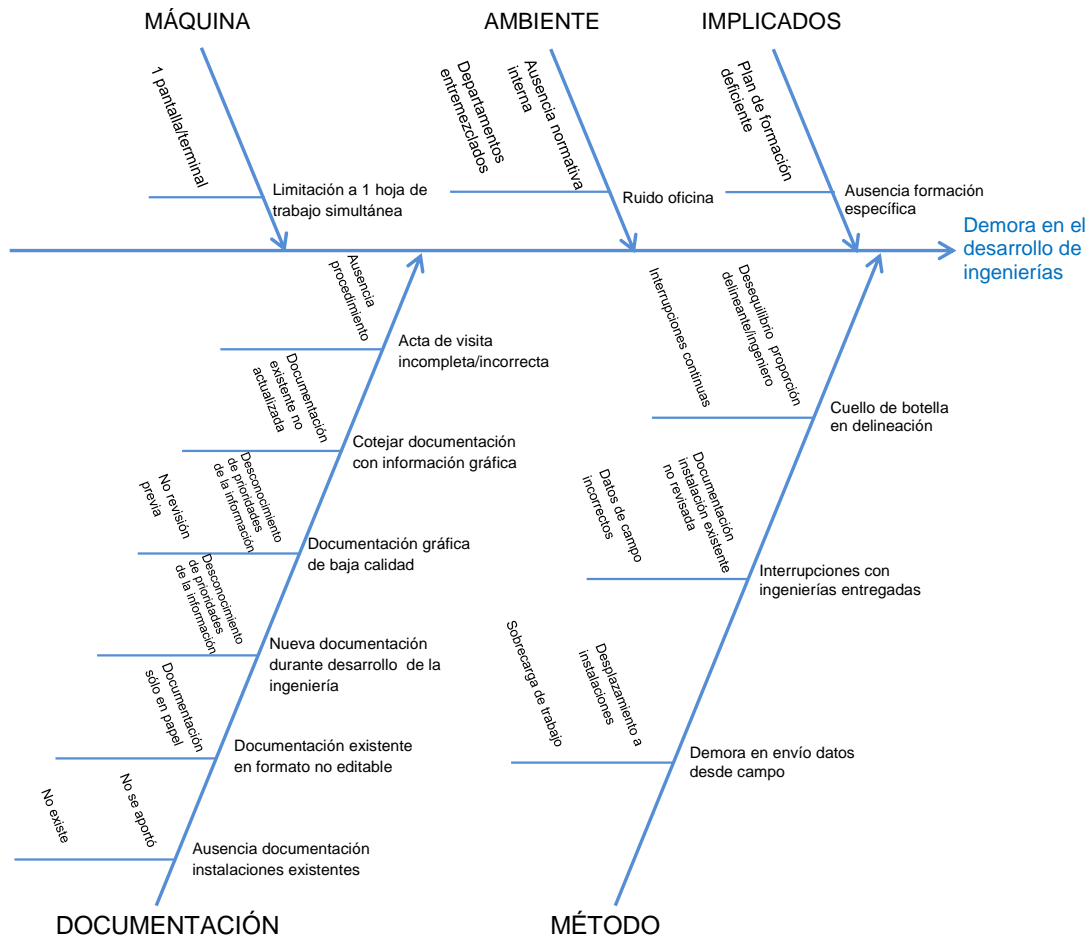 MÁQUINA
AMBIENTE
IMPLICADOS
1 pantalla/terminal
Limitación a 1 hoja de
trabajo simultánea
Departamentos
entremezclados
Ausencia normativa
interna
Ruido oficina
Plan de formación
deficiente
Ausencia formación
específica
Demora en el
desarrollo de
ingenierías
Ausencia
procedimiento
Acta de visita
incompleta/incorrecta
Documentación
existente no
actualizada
Cotejar documentación
con información gráfica
No revisión
previa
Desconocimiento
de prioridades
de la información
Documentación gráfica
de baja calidad
Desconocimiento
de prioridades
de la información
Nueva documentación
durante desarrollo de la
ingeniería
Documentación
sólo en papel
Documentación existente
en formato no editable
No existe
No se aportó
Ausencia documentación
instalaciones existentes
Interrupciones continuas
Desequilibrio proporción
delineante/ingeniero
Cuello de botella
en delineación
Datos de campo
incorrectos
Documentación
instalación existente
no revisada
Interrupciones con
ingenierías entregadas
Sobrecarga de trabajo
Desplazamiento a
instalaciones
Demora en envío datos
desde campo
DOCUMENTACIÓN
MÉTODO